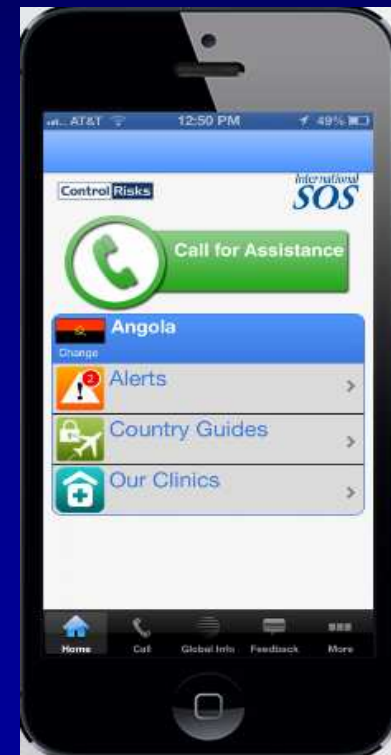 AT&T 12:50 PM 49%
Control Risks
International
SOS
Call for Assistance
Angola
Change
2
Alerts
Country Guides
Our Clinics
Home Call Global Info Feedback More